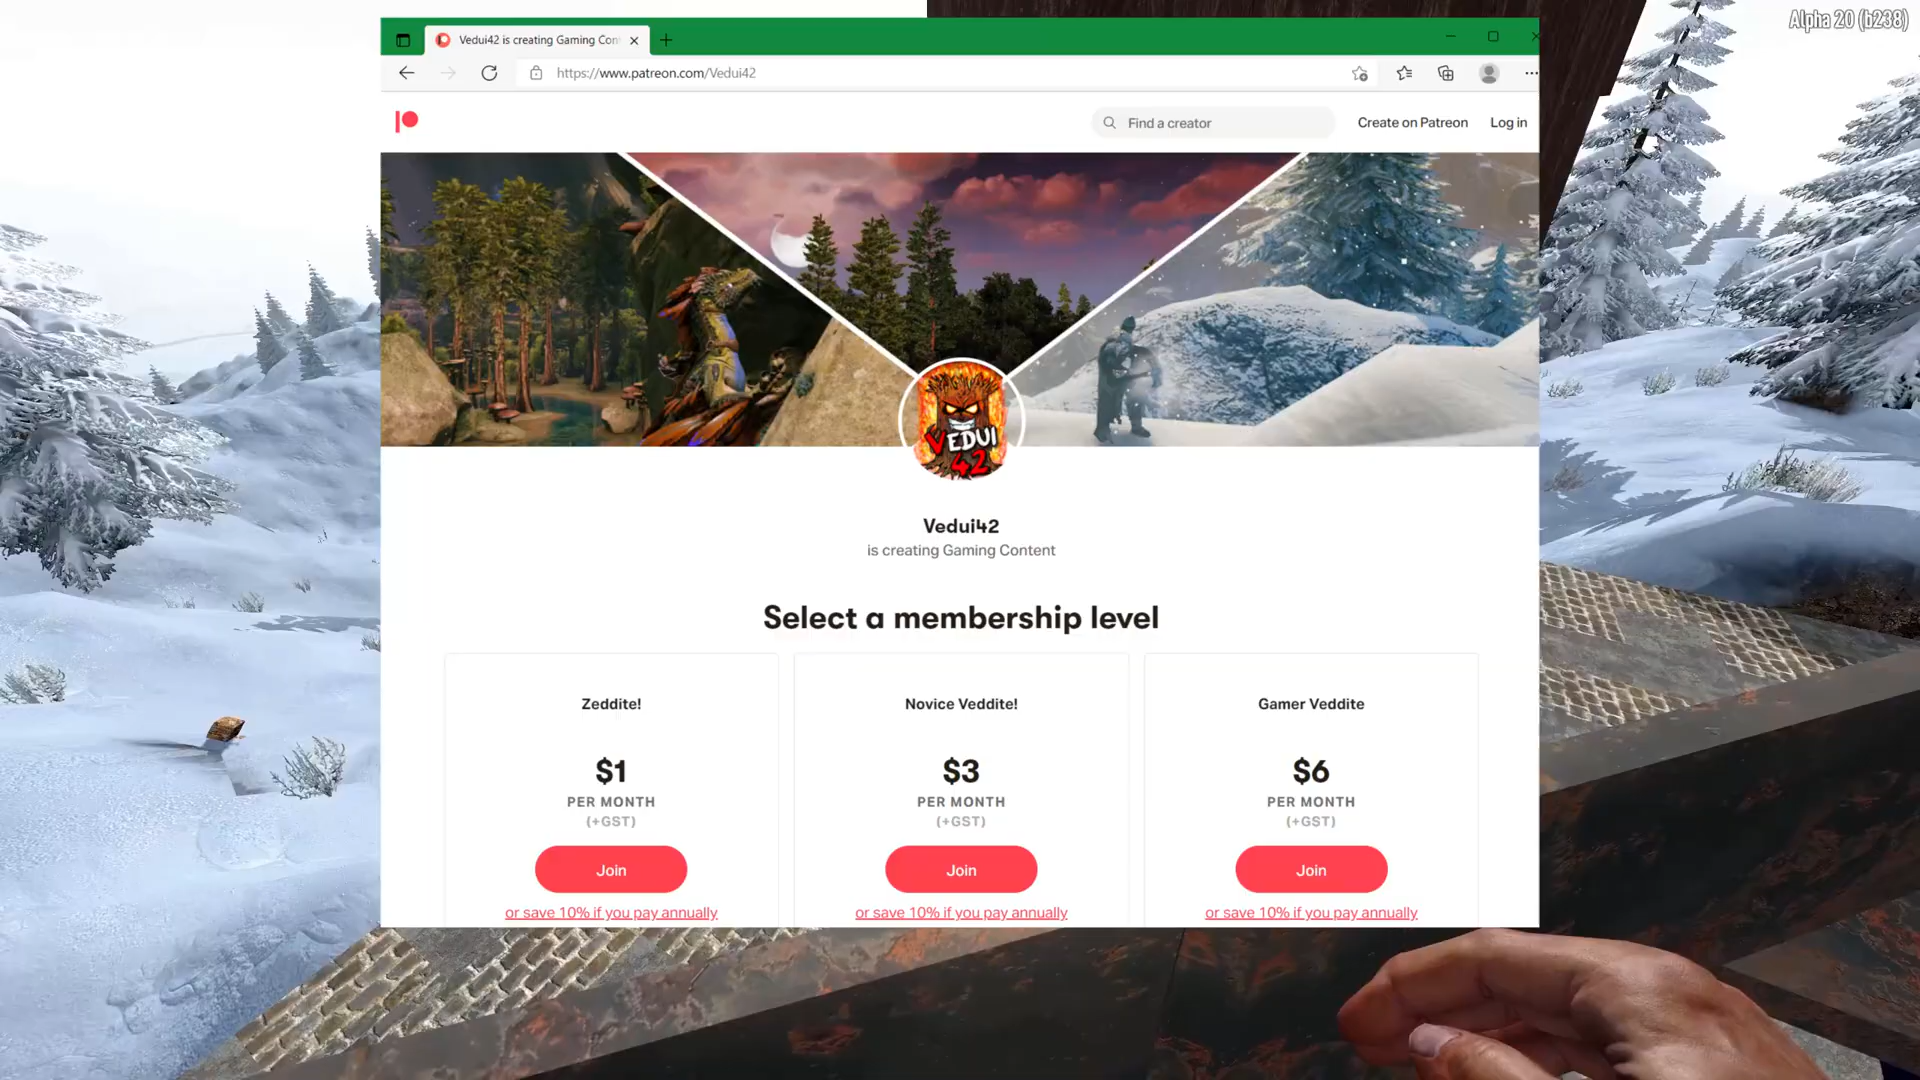 Alpha 20 (b238)
Vedui42 is creating Gaming Con
https://www.patreon.com/Vedui42
Find a creator
Create on Patreon
Log in
VEDUI
42
Vedui42
is creating Gaming Content
Select a membership level
Zeddite!
$1
PER MONTH
(+GST)
Join
or save 10% if you pay annually
Novice Veddite!
$3
PER MONTH
(+GST)
Join
or save 10% if you pay annually
Gamer Veddite
$6
PER MONTH
(+GST)
Join
or save 10% if you pay annually